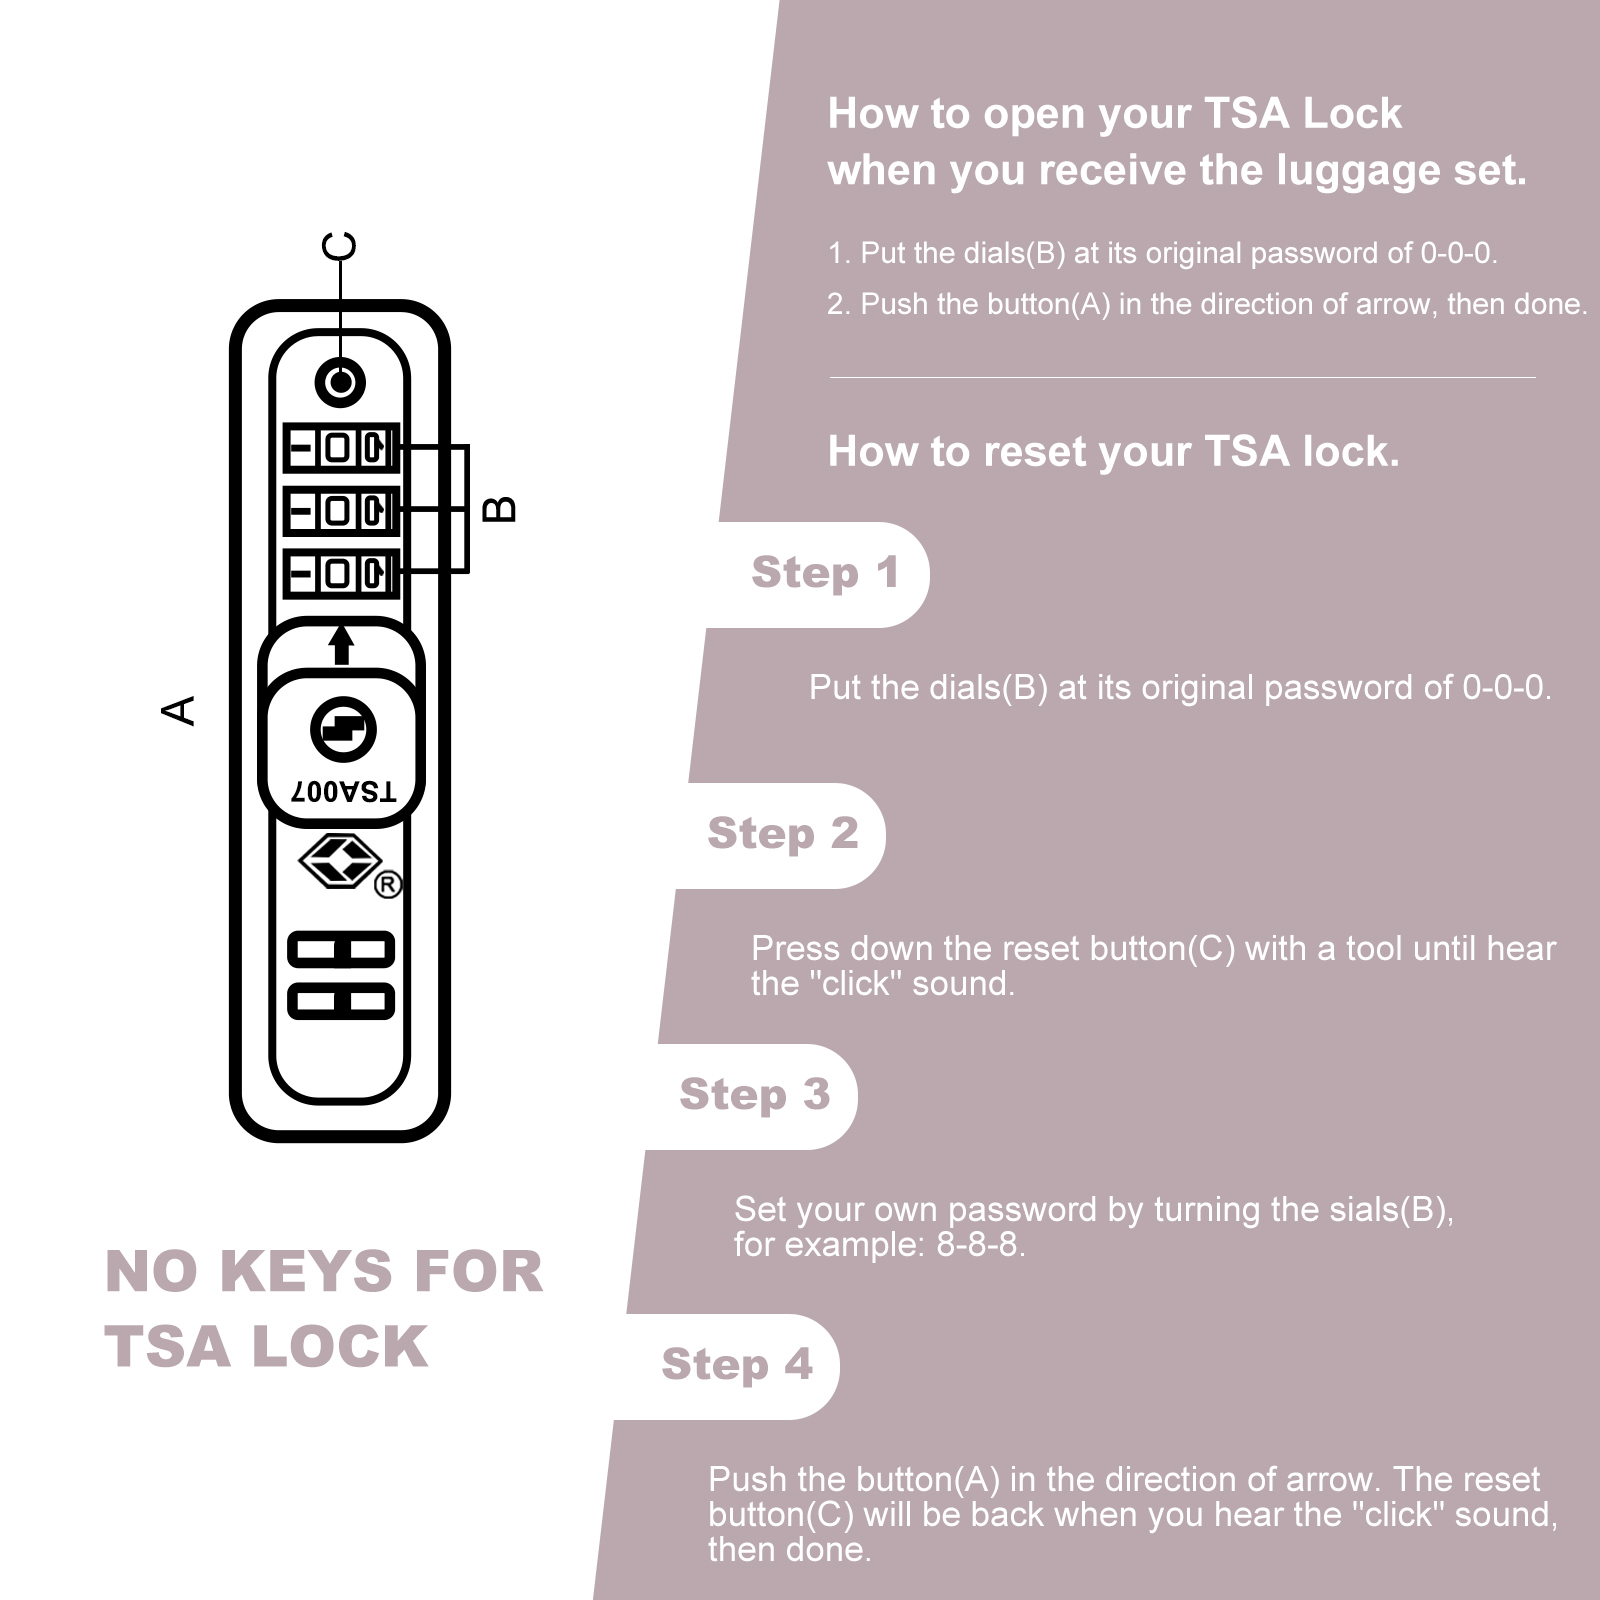 How to open your TSA Lock
when you receive the luggage set.
1. Put the dials(B) at its original password of 0-0-0.
2. Push the button(A) in the direction of arrow, then done.
How to reset your TSA lock.
Step 1
Put the dials(B) at its original password of 0-0-0.
Step 2
Press down the reset button(C) with a tool until hear
the "click" sound.
Step 3
Set your own password by turning the sials(B),
for example: 8-8-8.
Step 4
Push the button(A) in the direction of arrow. The reset
button(C) will be back when you hear the "click" sound,
then done.
C
B
A
0
0
0
TSA007
®
NO KEYS FOR
TSA LOCK